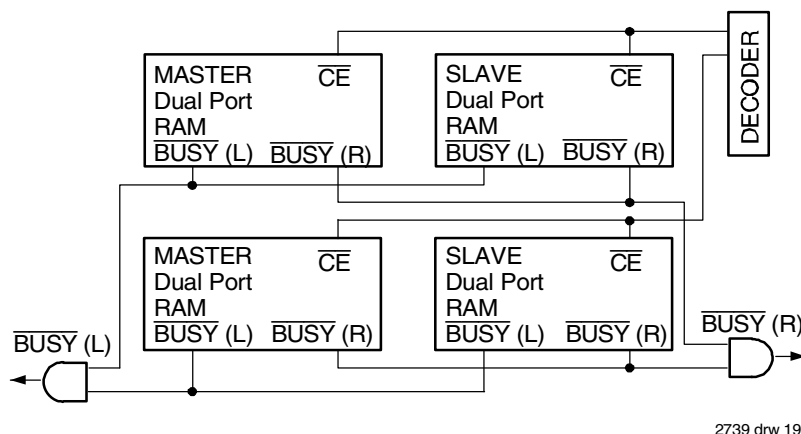 MASTER
Dual Port
RAM
CE
BUSY (L) BUSY (R)
SLAVE
Dual Port
RAM
CE
BUSY (L) BUSY (R)
DECODER
MASTER
Dual Port
RAM
CE
BUSY (L) BUSY (R)
SLAVE
Dual Port
RAM
CE
BUSY (L) BUSY (R)
BUSY (L)
BUSY (R)
2739 drw 19